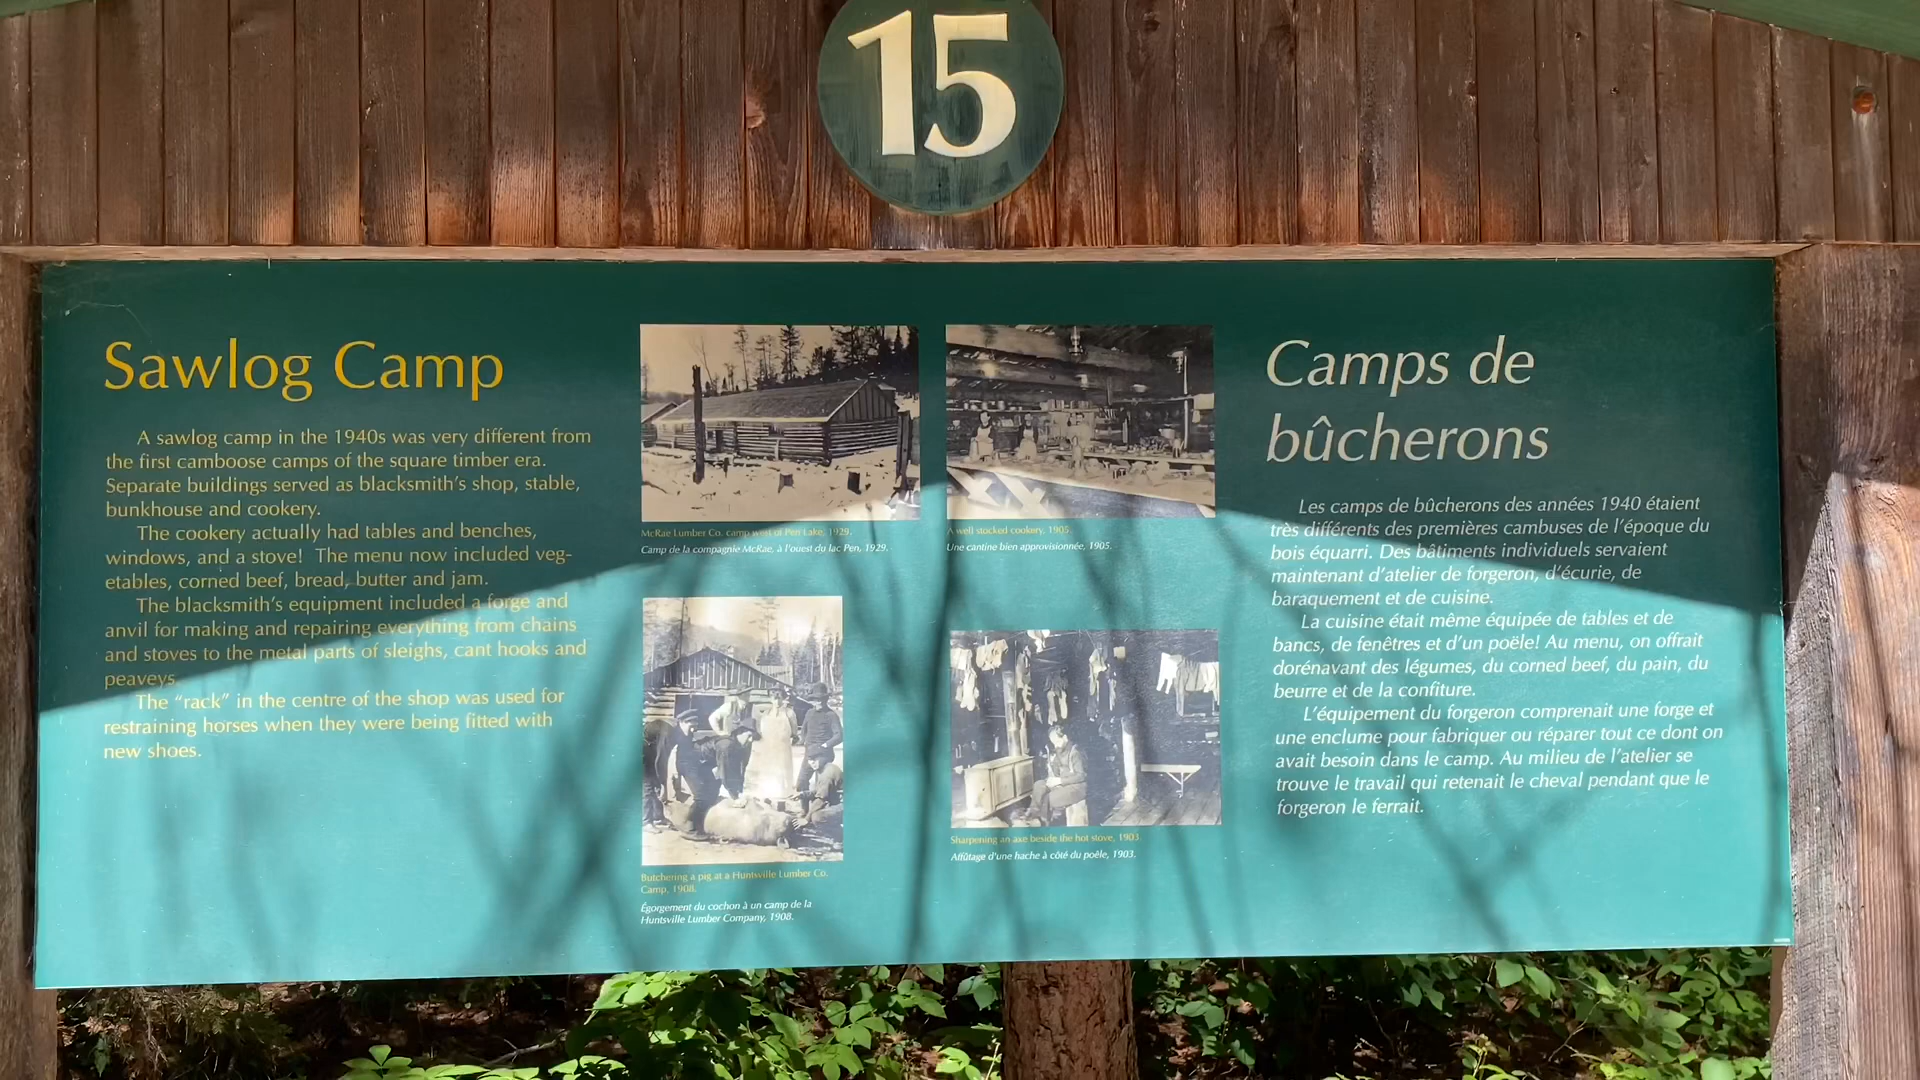 15
Sawlog Camp
A sawlog camp in the 1940s was very different from
the first camboose camps of the square timber era.
Separate buildings served as blacksmith's shop, stable,
bunkhouse and cookery.
The cookery actually had tables and benches,
windows, and a stove! The menu now included veg-
etables, corned beef, bread, butter and jam.
The blacksmith's equipment included a forge and
anvil for making and repairing everything from chains
and stoves to the metal parts of sleighs, cant hooks and
peaveys.
The "rack" in the centre of the shop was used for
restraining horses when they were being fitted with
new shoes.
McRae Lumber Co. camp west of Pen Lake, 1929.
Camp de la compagnie McRae, à l'ouest du lac Pen, 1929.
A well stocked cookery, 1905.
Une cantine bien approvisionnée, 1905.
Butchering a pig at a Huntsville Lumber Co.
Camp, 1908.
Égorgement du cochon à un camp de la
Huntsville Lumber Company, 1908.
Sharpening an axe beside the hot stove, 1903.
Affûtage d'une hache à côté du poêle, 1903.
Camps de
bûcherons
Les camps de bûcherons des années 1940 étaient
très différents des premières cambuses de l'époque du
bois équarri. Des bâtiments individuels servaient
maintenant d'atelier de forgeron, d'écurie, de
baraquement et de cuisine.
La cuisine était même équipée de tables et de
bancs, de fenêtres et d'un poële! Au menu, on offrait
dorénavant des légumes, du corned beef, du pain, du
beurre et de la confiture.
L'équipement du forgeron comprenait une forge et
une enclume pour fabriquer ou réparer tout ce dont on
avait besoin dans le camp. Au milieu de l'atelier se
trouve le travail qui retenait le cheval pendant que le
forgeron le ferrait.